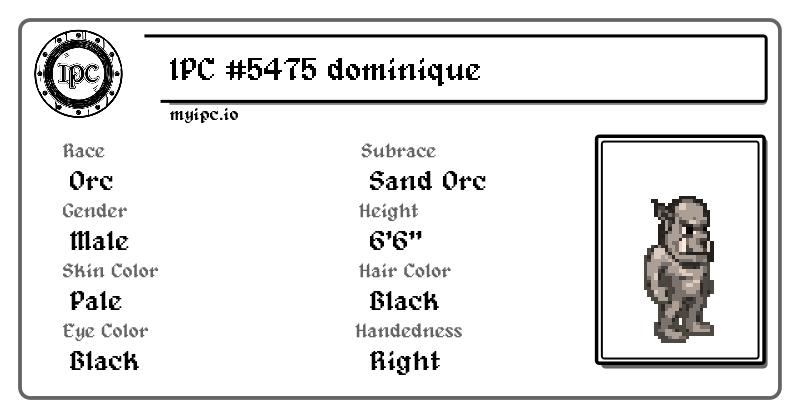 IPC
IPC #5475 dominique
myipc.io
Race
Orc
Subrace
Sand Orc
Gender
Male
Height
6'6"
Skin Color
Pale
Hair Color
Black
Eye Color
Black
Handedness
Right